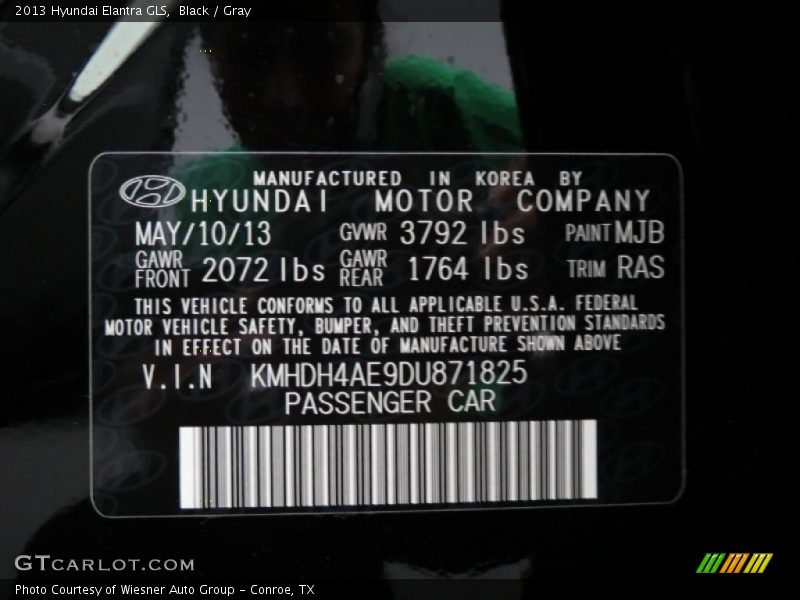 2013 Hyundai Elantra GLS,  Black / Gray
MANUFACTURED IN KOREA BY
HYUNDAI MOTOR COMPANY
MAY/10/13 GVWR 3792 lbs PAINT MJB
GAWR FRONT 2072 lbs GAWR REAR 1764 lbs TRIM RAS
THIS VEHICLE CONFORMS TO ALL APPLICABLE U.S.A. FEDERAL
MOTOR VEHICLE SAFETY, BUMPER, AND THEFT PREVENTION STANDARDS
IN EFFECT ON THE DATE OF MANUFACTURE SHOWN ABOVE
V.I.N KMHDH4AE9DU871825
PASSENGER CAR
GTCARLOT.COM
Photo Courtesy of Wiesner Auto Group - Conroe, TX